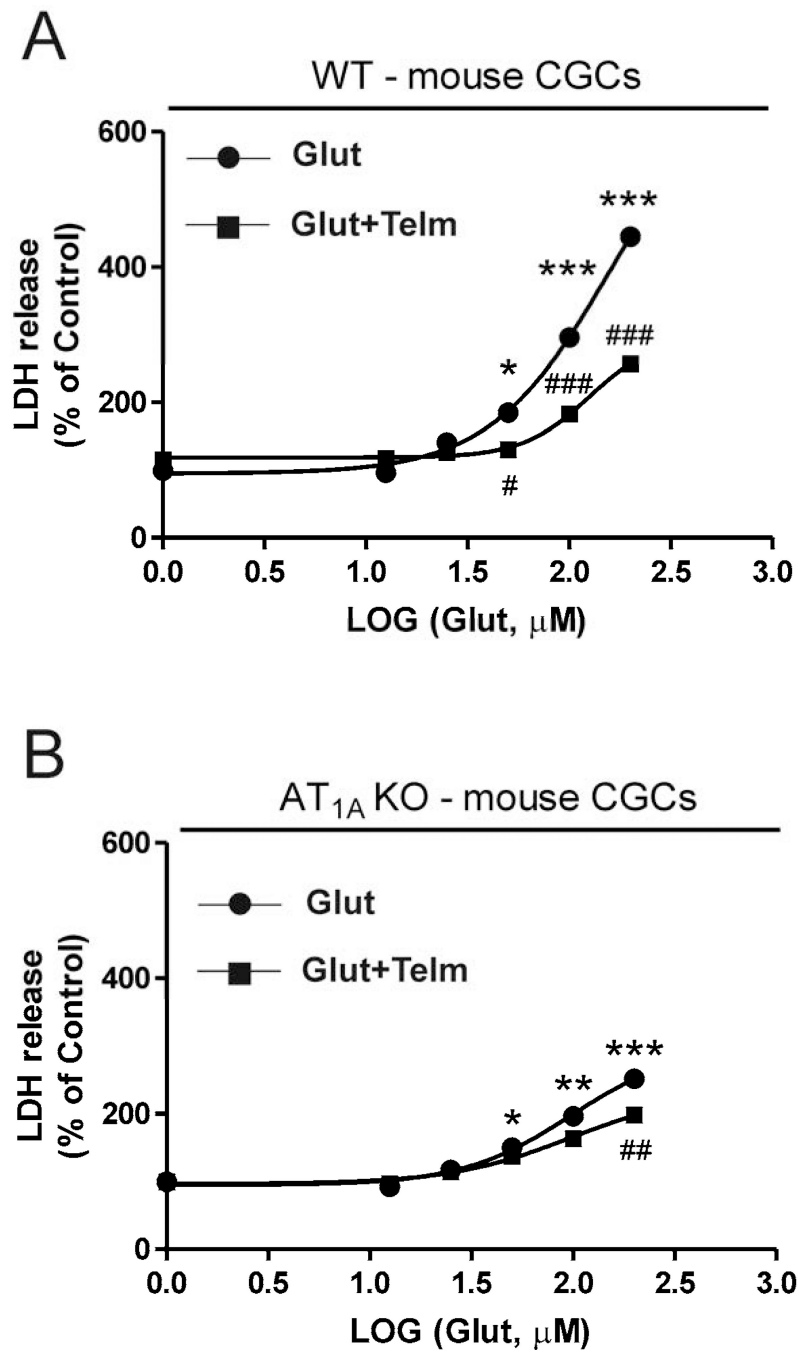 A
WT - mouse CGCs
600
400
200
0
LDH release
(% of Control)
Glut
Glut+Telm
***
***
*
###
###
#
0.0 0.5 1.0 1.5 2.0 2.5 3.0
LOG (Glut, μM)
B
AT1A KO - mouse CGCs
600
400
200
0
LDH release
(% of Control)
Glut
Glut+Telm
***
**
*
##
0.0 0.5 1.0 1.5 2.0 2.5 3.0
LOG (Glut, μM)